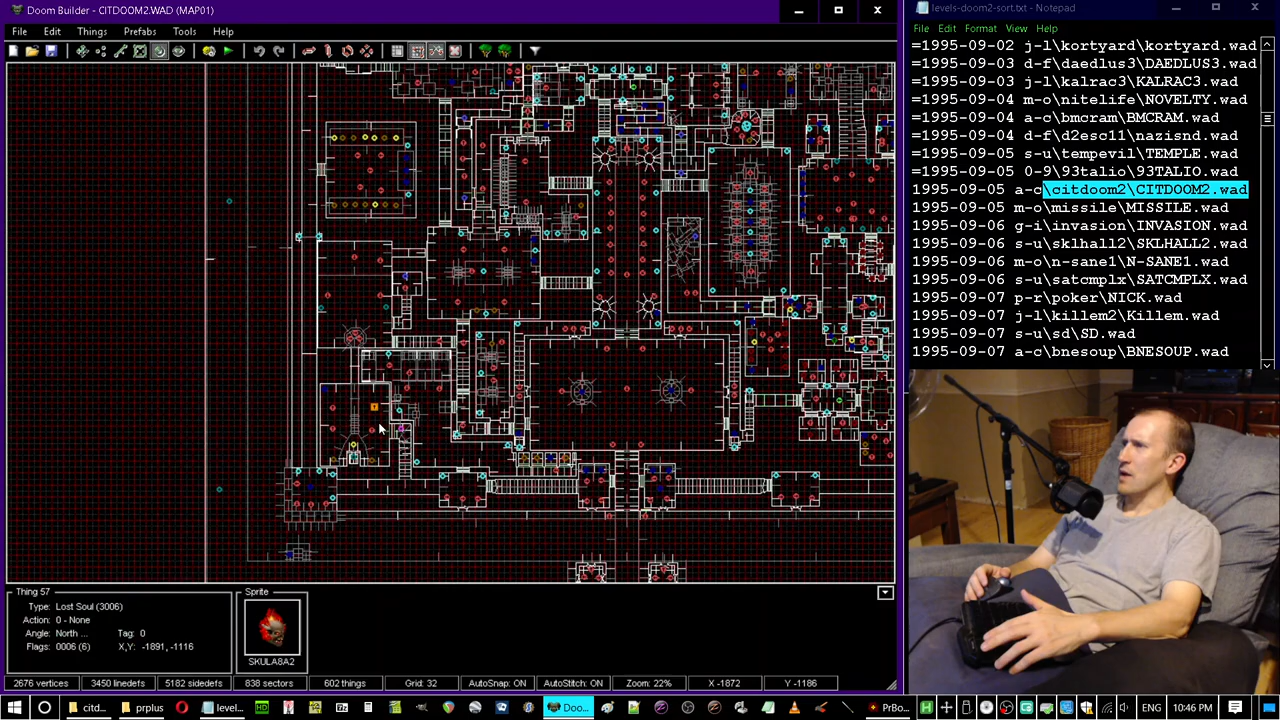 Doom Builder - CITDOOM2.WAD (MAP01)
File Edit Things Prefabs Tools Help
Thing 57
Type: Lost Soul (3006)
Action: 0 - None
Angle: North ... Tag: 0
Flags: 0006 (6) X,Y: -1891, -1116
Sprite
SKULA8A2
2676 vertices 3450 linedefs 5182 sidedefs 838 sectors 602 things Grid: 32 AutoSnap: ON AutoStitch: ON Zoom: 22% X -1872 Y -1186
levels-doom2-sort.txt - Notepad
File Edit Format View Help
=1995-09-02 j-l\kortyard\kortyard.wad
=1995-09-03 d-f\daedlus3\DAEDLUS3.wad
=1995-09-03 j-l\kalrac3\KALRAC3.wad
=1995-09-04 m-o\nitelife\NOVELTY.wad
=1995-09-04 a-c\bmcram\BMCRAM.wad
=1995-09-04 d-f\d2esc11\nazisnd.wad
=1995-09-05 s-u\tempevil\TEMPLE.wad
=1995-09-05 0-9\93talio\93TALIO.wad
1995-09-05 a-c\citdoom2\CITDOOM2.wad
1995-09-05 m-o\missile\MISSILE.wad
1995-09-06 g-i\invasion\INVASION.wad
1995-09-06 s-u\sklhall2\SKLHALL2.wad
1995-09-06 m-o\n-sane1\N-SANE1.wad
1995-09-06 s-u\satcmplx\SATCMPLX.wad
1995-09-07 p-r\poker\NICK.wad
1995-09-07 j-l\killem2\Killem.wad
1995-09-07 s-u\sd\SD.wad
1995-09-07 a-c\bnesoup\BNESOUP.wad
citd... prplus level... Doo... PrBo... ENG 10:46 PM